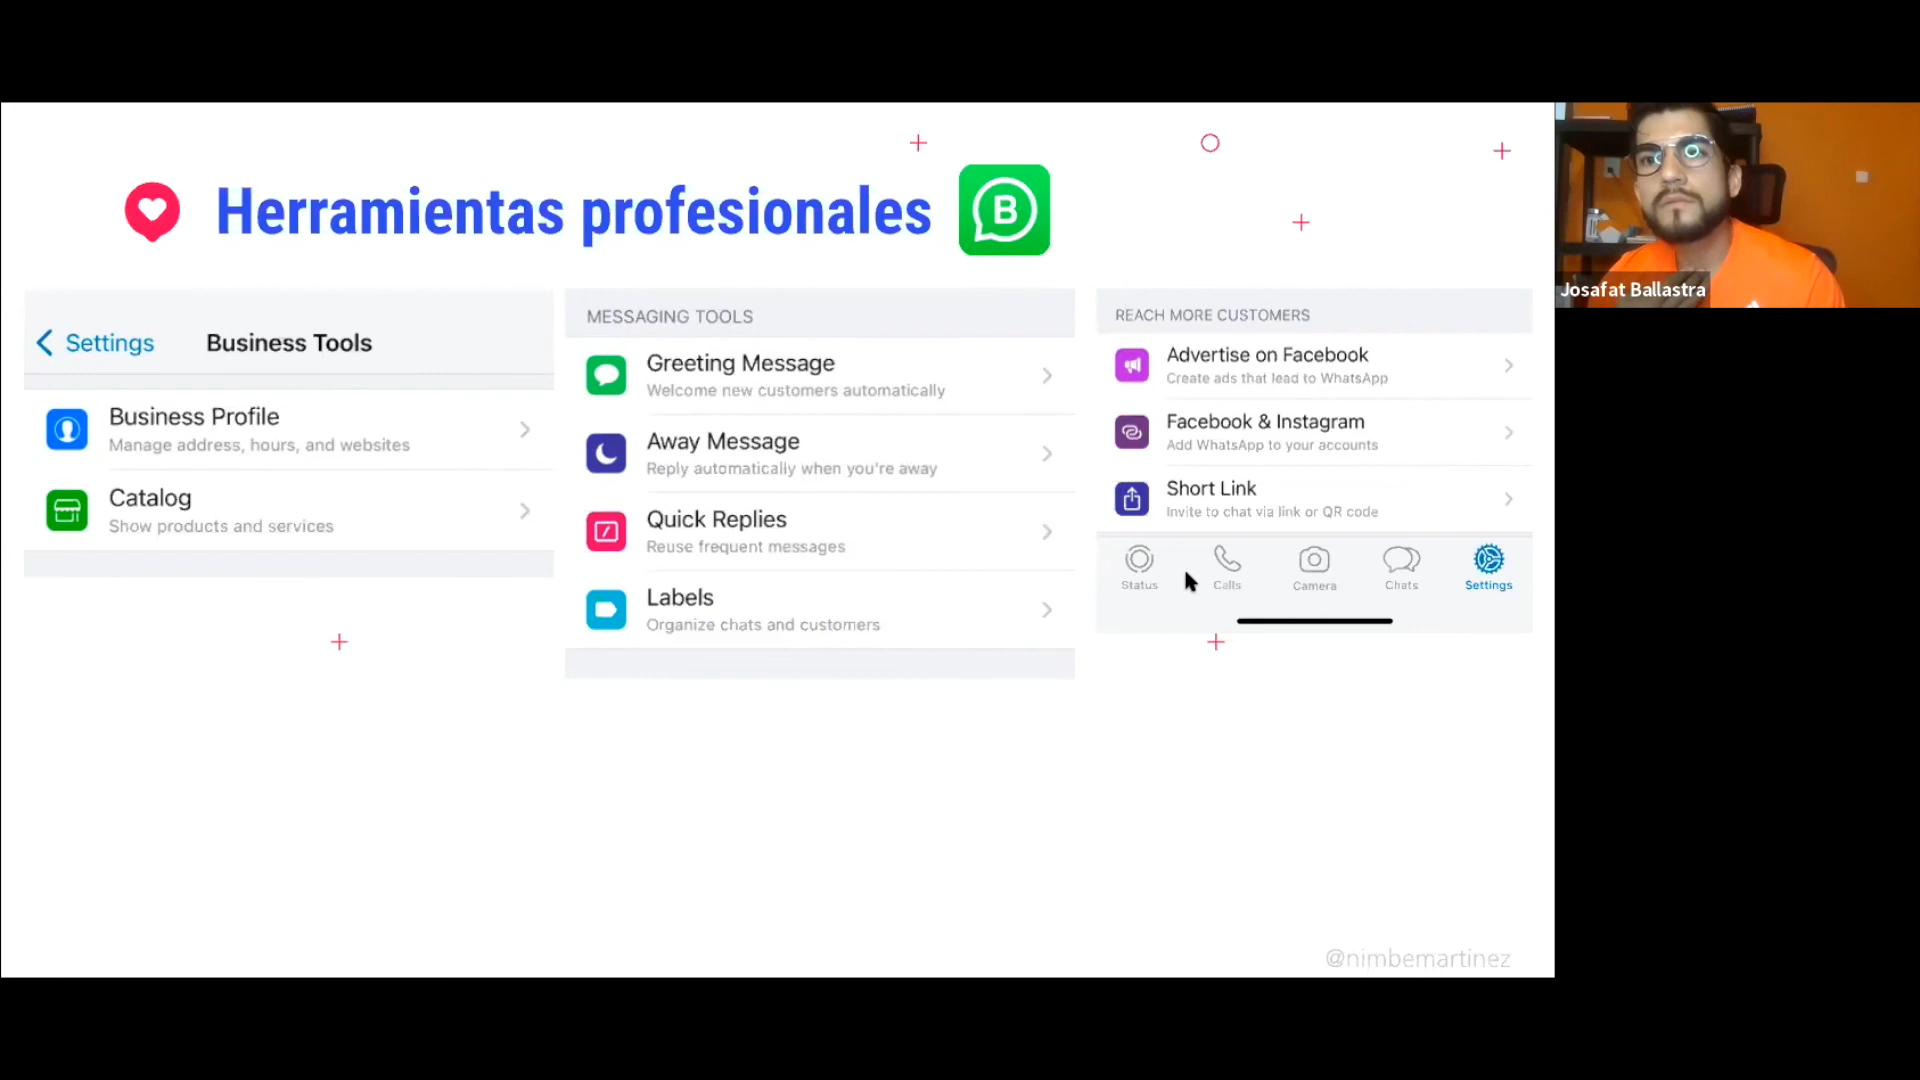 Herramientas profesionales
B
Settings
Business Tools
Business Profile
Manage address, hours, and websites
Catalog
Show products and services
MESSAGING TOOLS
Greeting Message
Welcome new customers automatically
Away Message
Reply automatically when you're away
Quick Replies
Reuse frequent messages
Labels
Organize chats and customers
REACH MORE CUSTOMERS
Advertise on Facebook
Create ads that lead to WhatsApp
Facebook & Instagram
Add WhatsApp to your accounts
Short Link
Invite to chat via link or QR code
Status
Calls
Camera
Chats
Settings
@nimbemartinez
Josafat Ballastra